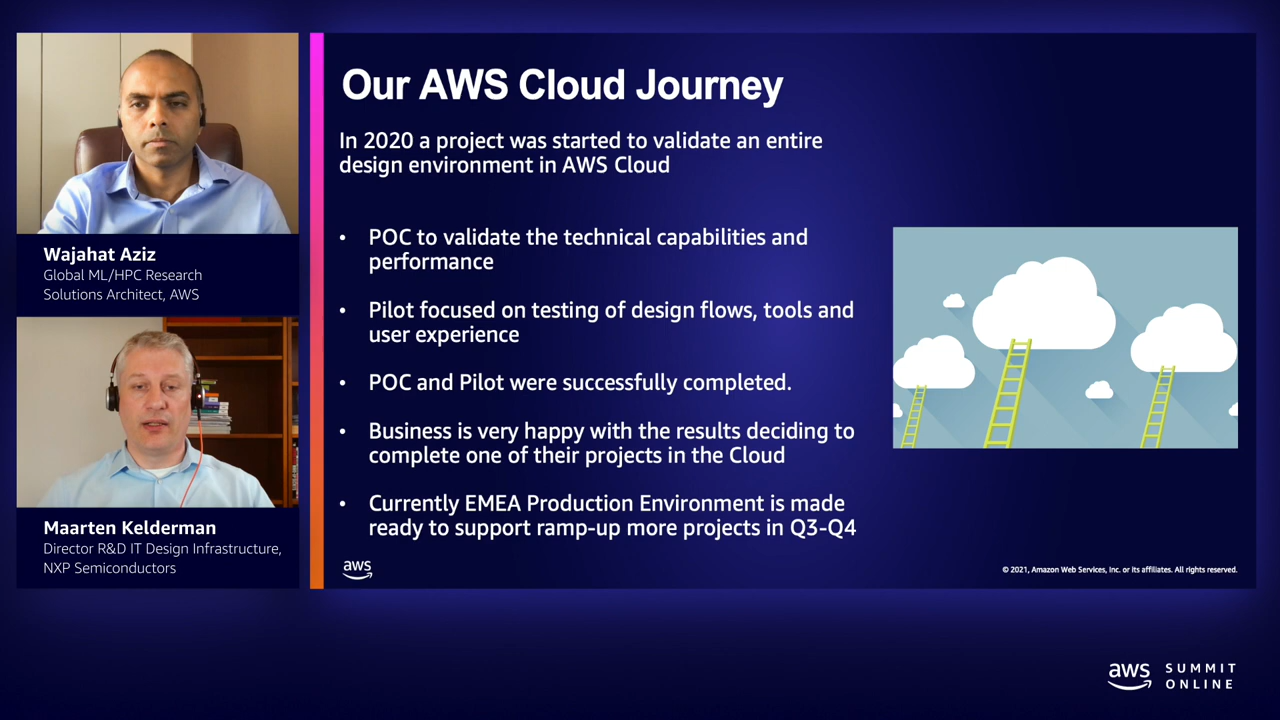 Wajahat Aziz
Global ML/HPC Research
Solutions Architect, AWS
Maarten Kelderman
Director R&D IT Design Infrastructure,
NXP Semiconductors
Our AWS Cloud Journey
In 2020 a project was started to validate an entire
design environment in AWS Cloud
• POC to validate the technical capabilities and
performance
• Pilot focused on testing of design flows, tools and
user experience
• POC and Pilot were successfully completed.
• Business is very happy with the results deciding to
complete one of their projects in the Cloud
• Currently EMEA Production Environment is made
ready to support ramp-up more projects in Q3-Q4
aws
© 2021, Amazon Web Services, Inc. or its affiliates. All rights reserved.
aws SUMMIT
ONLINE